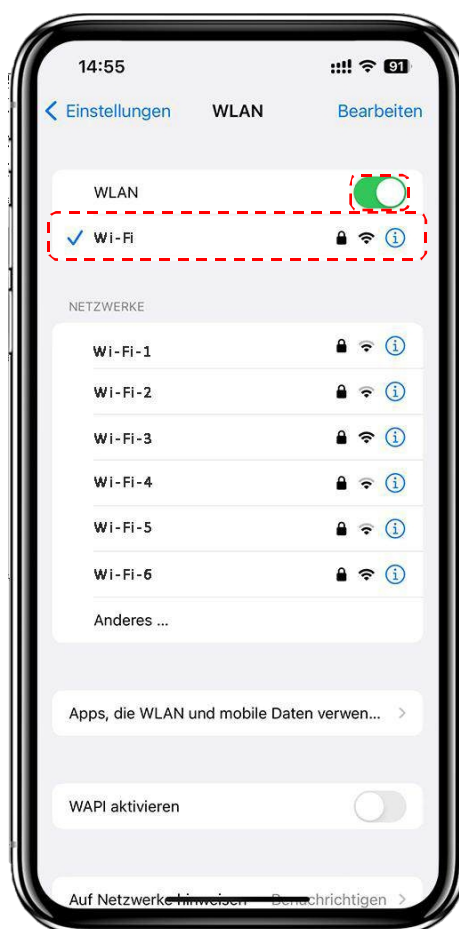 14:55 91
Einstellungen WLAN Bearbeiten
WLAN
Wi-Fi
NETZWERKE
Wi-Fi-1
Wi-Fi-2
Wi-Fi-3
Wi-Fi-4
Wi-Fi-5
Wi-Fi-6
Anderes ...
Apps, die WLAN und mobile Daten verwen...
WAPI aktivieren
Auf Netzwerke hinweisen Benachrichtigen